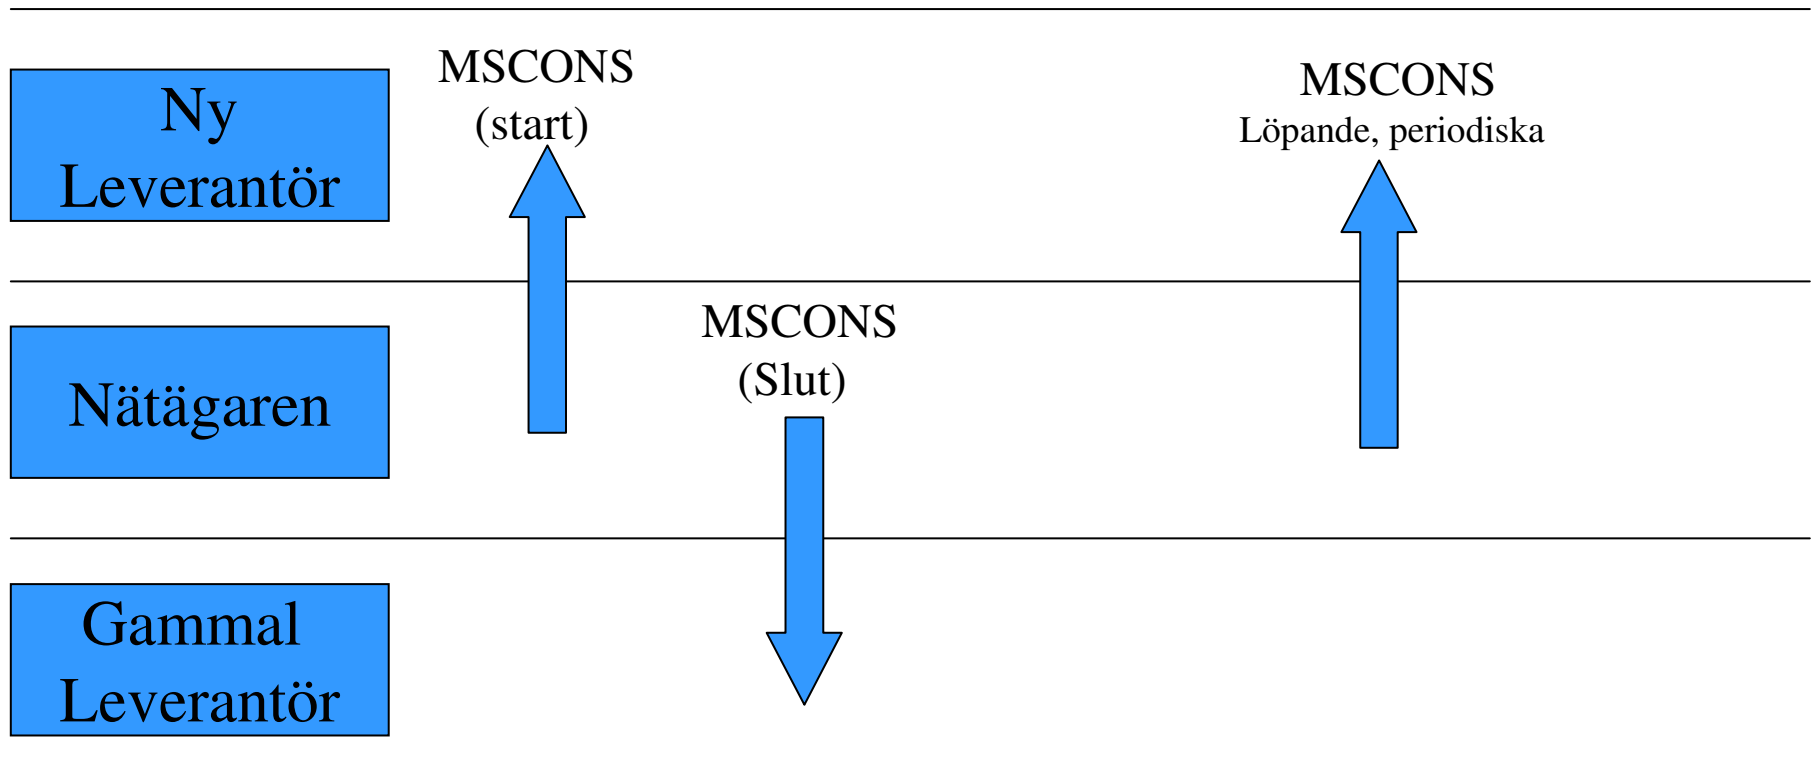 Ny
Leverantör
MSCONS
(start)
MSCONS
Löpande, periodiska
Nätägaren
MSCONS
(Slut)
Gammal
Leverantör